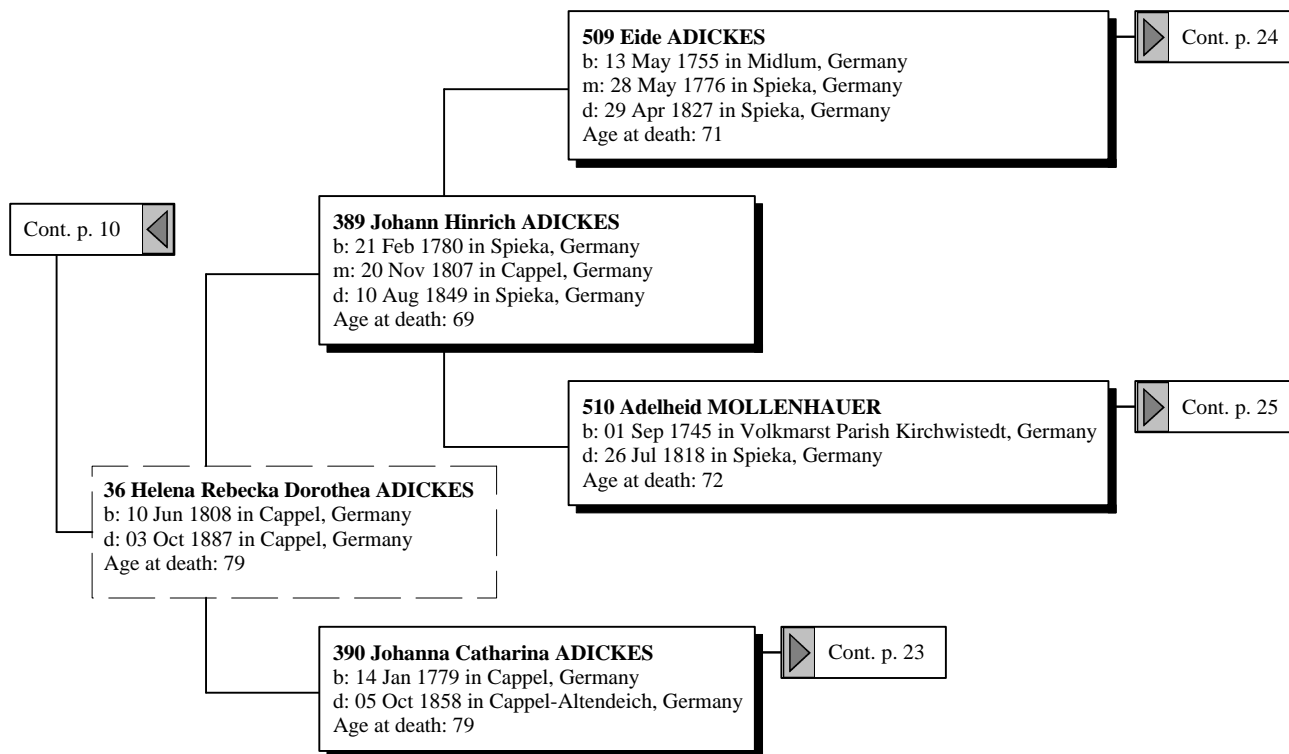 509 Eide ADICKES
b: 13 May 1755 in Midlum, Germany
m: 28 May 1776 in Spieka, Germany
d: 29 Apr 1827 in Spieka, Germany
Age at death: 71
Cont. p. 24
389 Johann Hinrich ADICKES
b: 21 Feb 1780 in Spieka, Germany
m: 20 Nov 1807 in Cappel, Germany
d: 10 Aug 1849 in Spieka, Germany
Age at death: 69
Cont. p. 10
510 Adelheid MOLLENHAUER
b: 01 Sep 1745 in Volkmarst Parish Kirchwistedt, Germany
d: 26 Jul 1818 in Spieka, Germany
Age at death: 72
Cont. p. 25
36 Helena Rebecka Dorothea ADICKES
b: 10 Jun 1808 in Cappel, Germany
d: 03 Oct 1887 in Cappel, Germany
Age at death: 79
390 Johanna Catharina ADICKES
b: 14 Jan 1779 in Cappel, Germany
d: 05 Oct 1858 in Cappel-Altendeich, Germany
Age at death: 79
Cont. p. 23